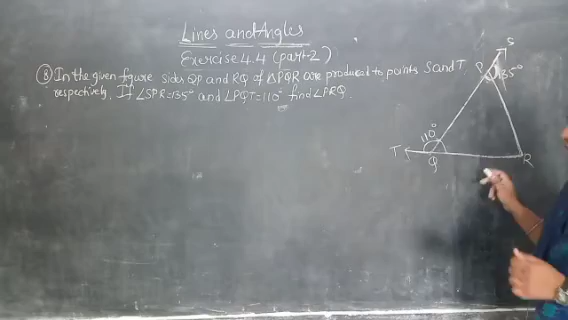 Lines and Angles
Exercise 4.4 (part-2)
⑧ In the given figure sides QP and RQ of △PQR are produced to points S and T
respectively. If ∠SPR=135° and ∠PQT=110° find ∠PRQ.
S
P
135°
110°
T
Q
R